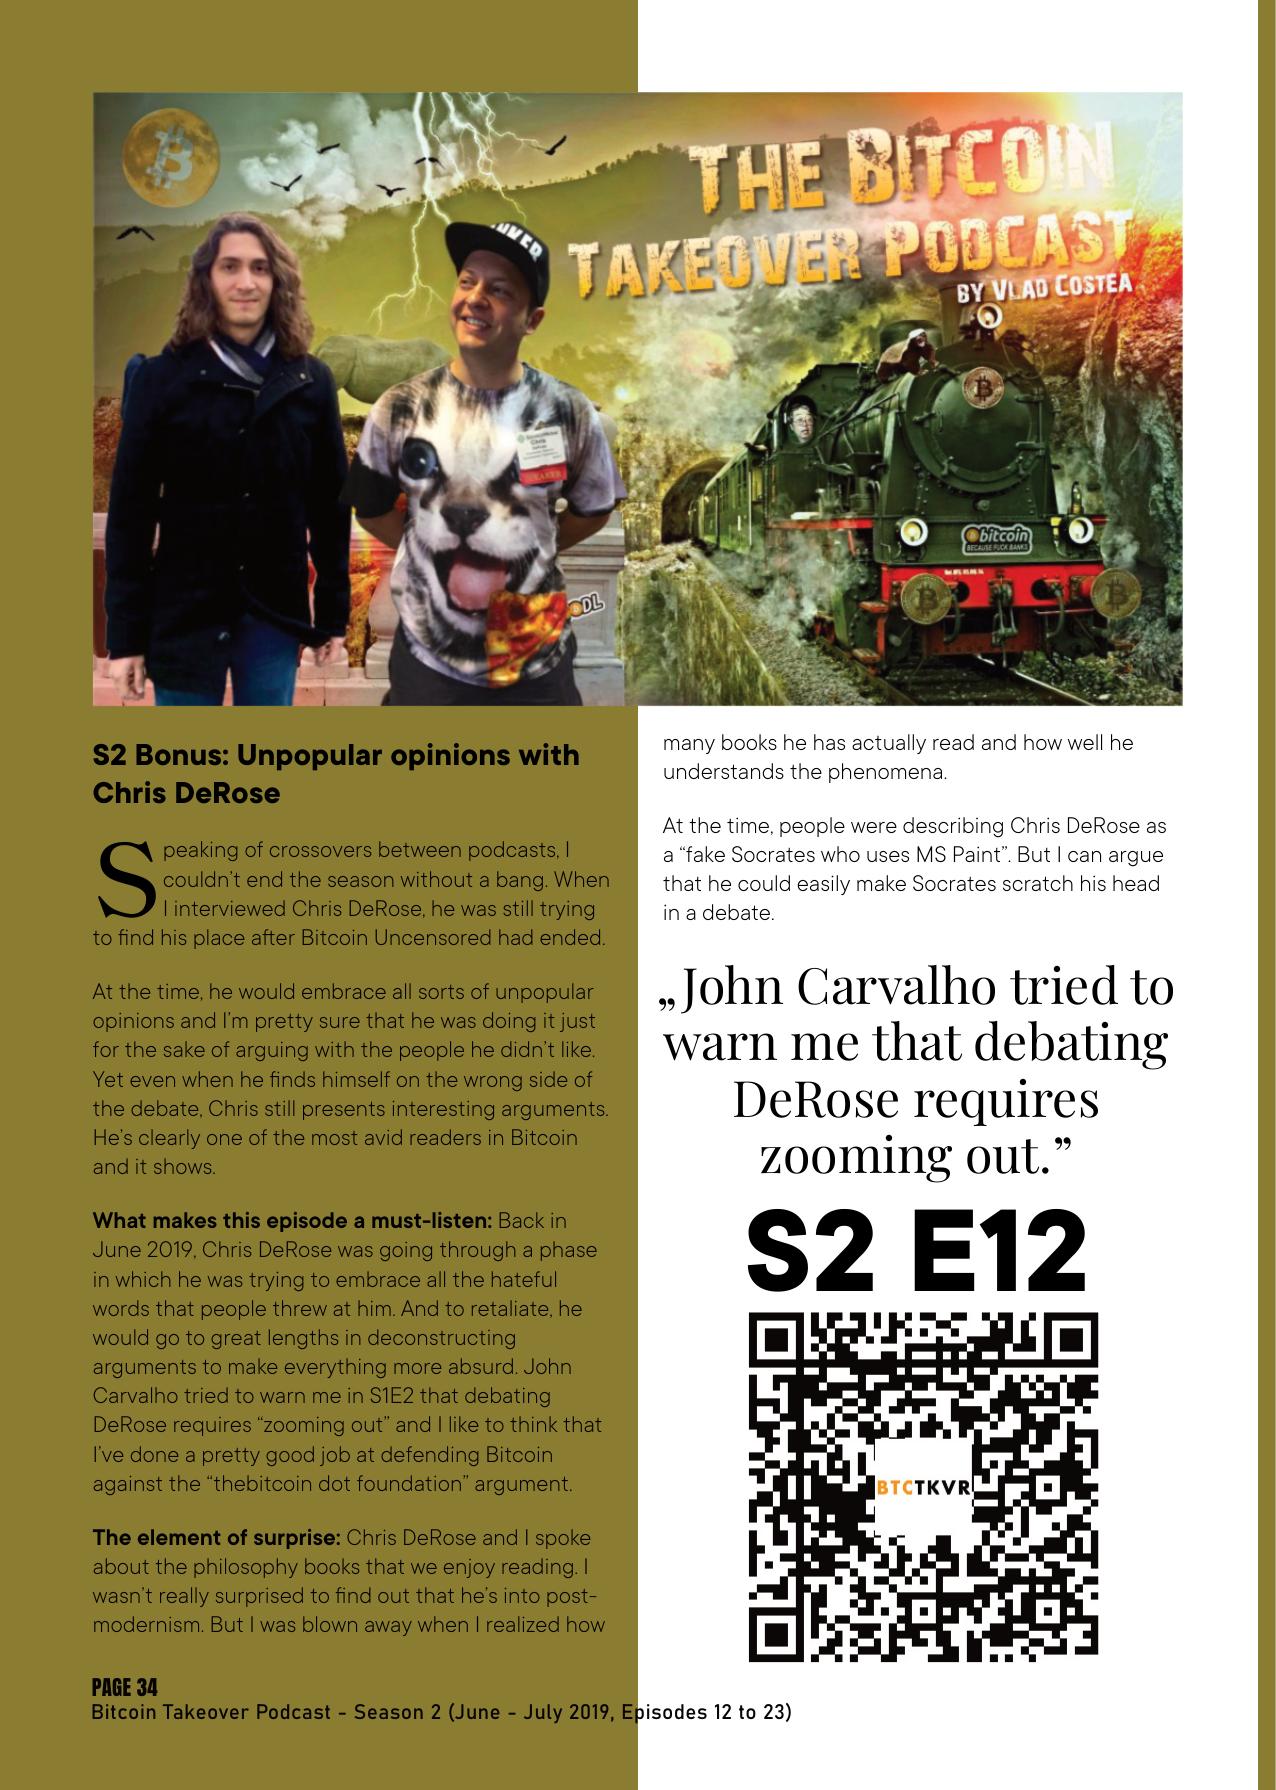 THE BITCOIN
TAKEOVER PODCAST
BY VLAD COSTEA
bitcoin
BECAUSE FUCK BANKS
Chris
SPEAKER
S2 Bonus: Unpopular opinions with
Chris DeRose
Speaking of crossovers between podcasts, I
couldn’t end the season without a bang. When
I interviewed Chris DeRose, he was still trying
to find his place after Bitcoin Uncensored had ended.
At the time, he would embrace all sorts of unpopular
opinions and I’m pretty sure that he was doing it just
for the sake of arguing with the people he didn’t like.
Yet even when he finds himself on the wrong side of
the debate, Chris still presents interesting arguments.
He’s clearly one of the most avid readers in Bitcoin
and it shows.
What makes this episode a must-listen: Back in
June 2019, Chris DeRose was going through a phase
in which he was trying to embrace all the hateful
words that people threw at him. And to retaliate, he
would go to great lengths in deconstructing
arguments to make everything more absurd. John
Carvalho tried to warn me in S1E2 that debating
DeRose requires “zooming out” and I like to think that
I’ve done a pretty good job at defending Bitcoin
against the “thebitcoin dot foundation” argument.
The element of surprise: Chris DeRose and I spoke
about the philosophy books that we enjoy reading. I
wasn’t really surprised to find out that he’s into post-
modernism. But I was blown away when I realized how
many books he has actually read and how well he
understands the phenomena.
At the time, people were describing Chris DeRose as
a “fake Socrates who uses MS Paint”. But I can argue
that he could easily make Socrates scratch his head
in a debate.
„John Carvalho tried to
warn me that debating
DeRose requires
zooming out.”
S2 E12
BTCTKVR
PAGE 34
Bitcoin Takeover Podcast - Season 2 (June - July 2019, Episodes 12 to 23)